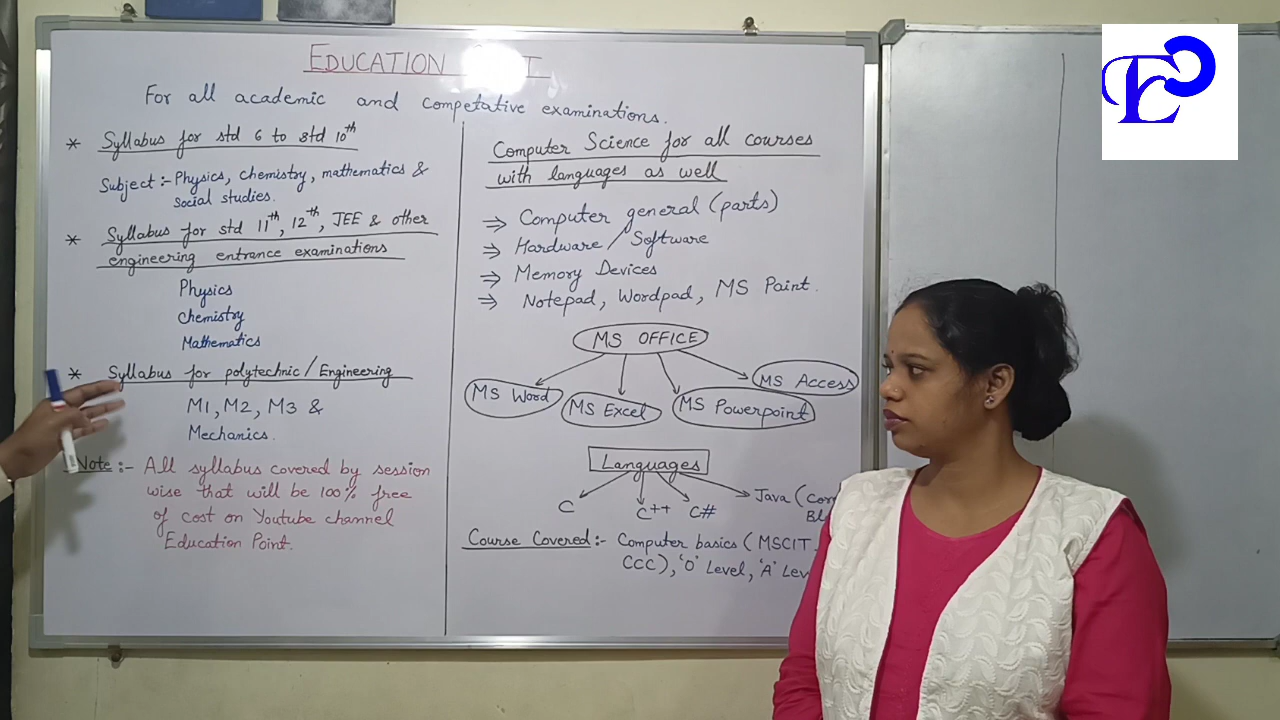 EDUCATION
For all academic and competative examinations.
* Syllabus for std 6 to std 10th
Subject :- Physics, chemistry, mathematics &
social studies.
* Syllabus for std 11th, 12th, JEE & other
engineering entrance examinations
Physics
Chemistry
Mathematics
* Syllabus for polytechnic / Engineering
M1, M2, M3 &
Mechanics.
Note :- All syllabus covered by session
wise that will be 100% free
of cost on Youtube channel
Education Point.
Computer Science for all courses
with languages as well
⇒ Computer general (parts)
⇒ Hardware / Software
⇒ Memory Devices
⇒ Notepad, Wordpad, MS Paint.
MS OFFICE
MS Word
MS Excel
MS Powerpoint
MS Access
Languages
C
C++
C#
Java (
Course Covered :- Computer basics ( MSCIT
CCC), 'O' Level, 'A'
EP